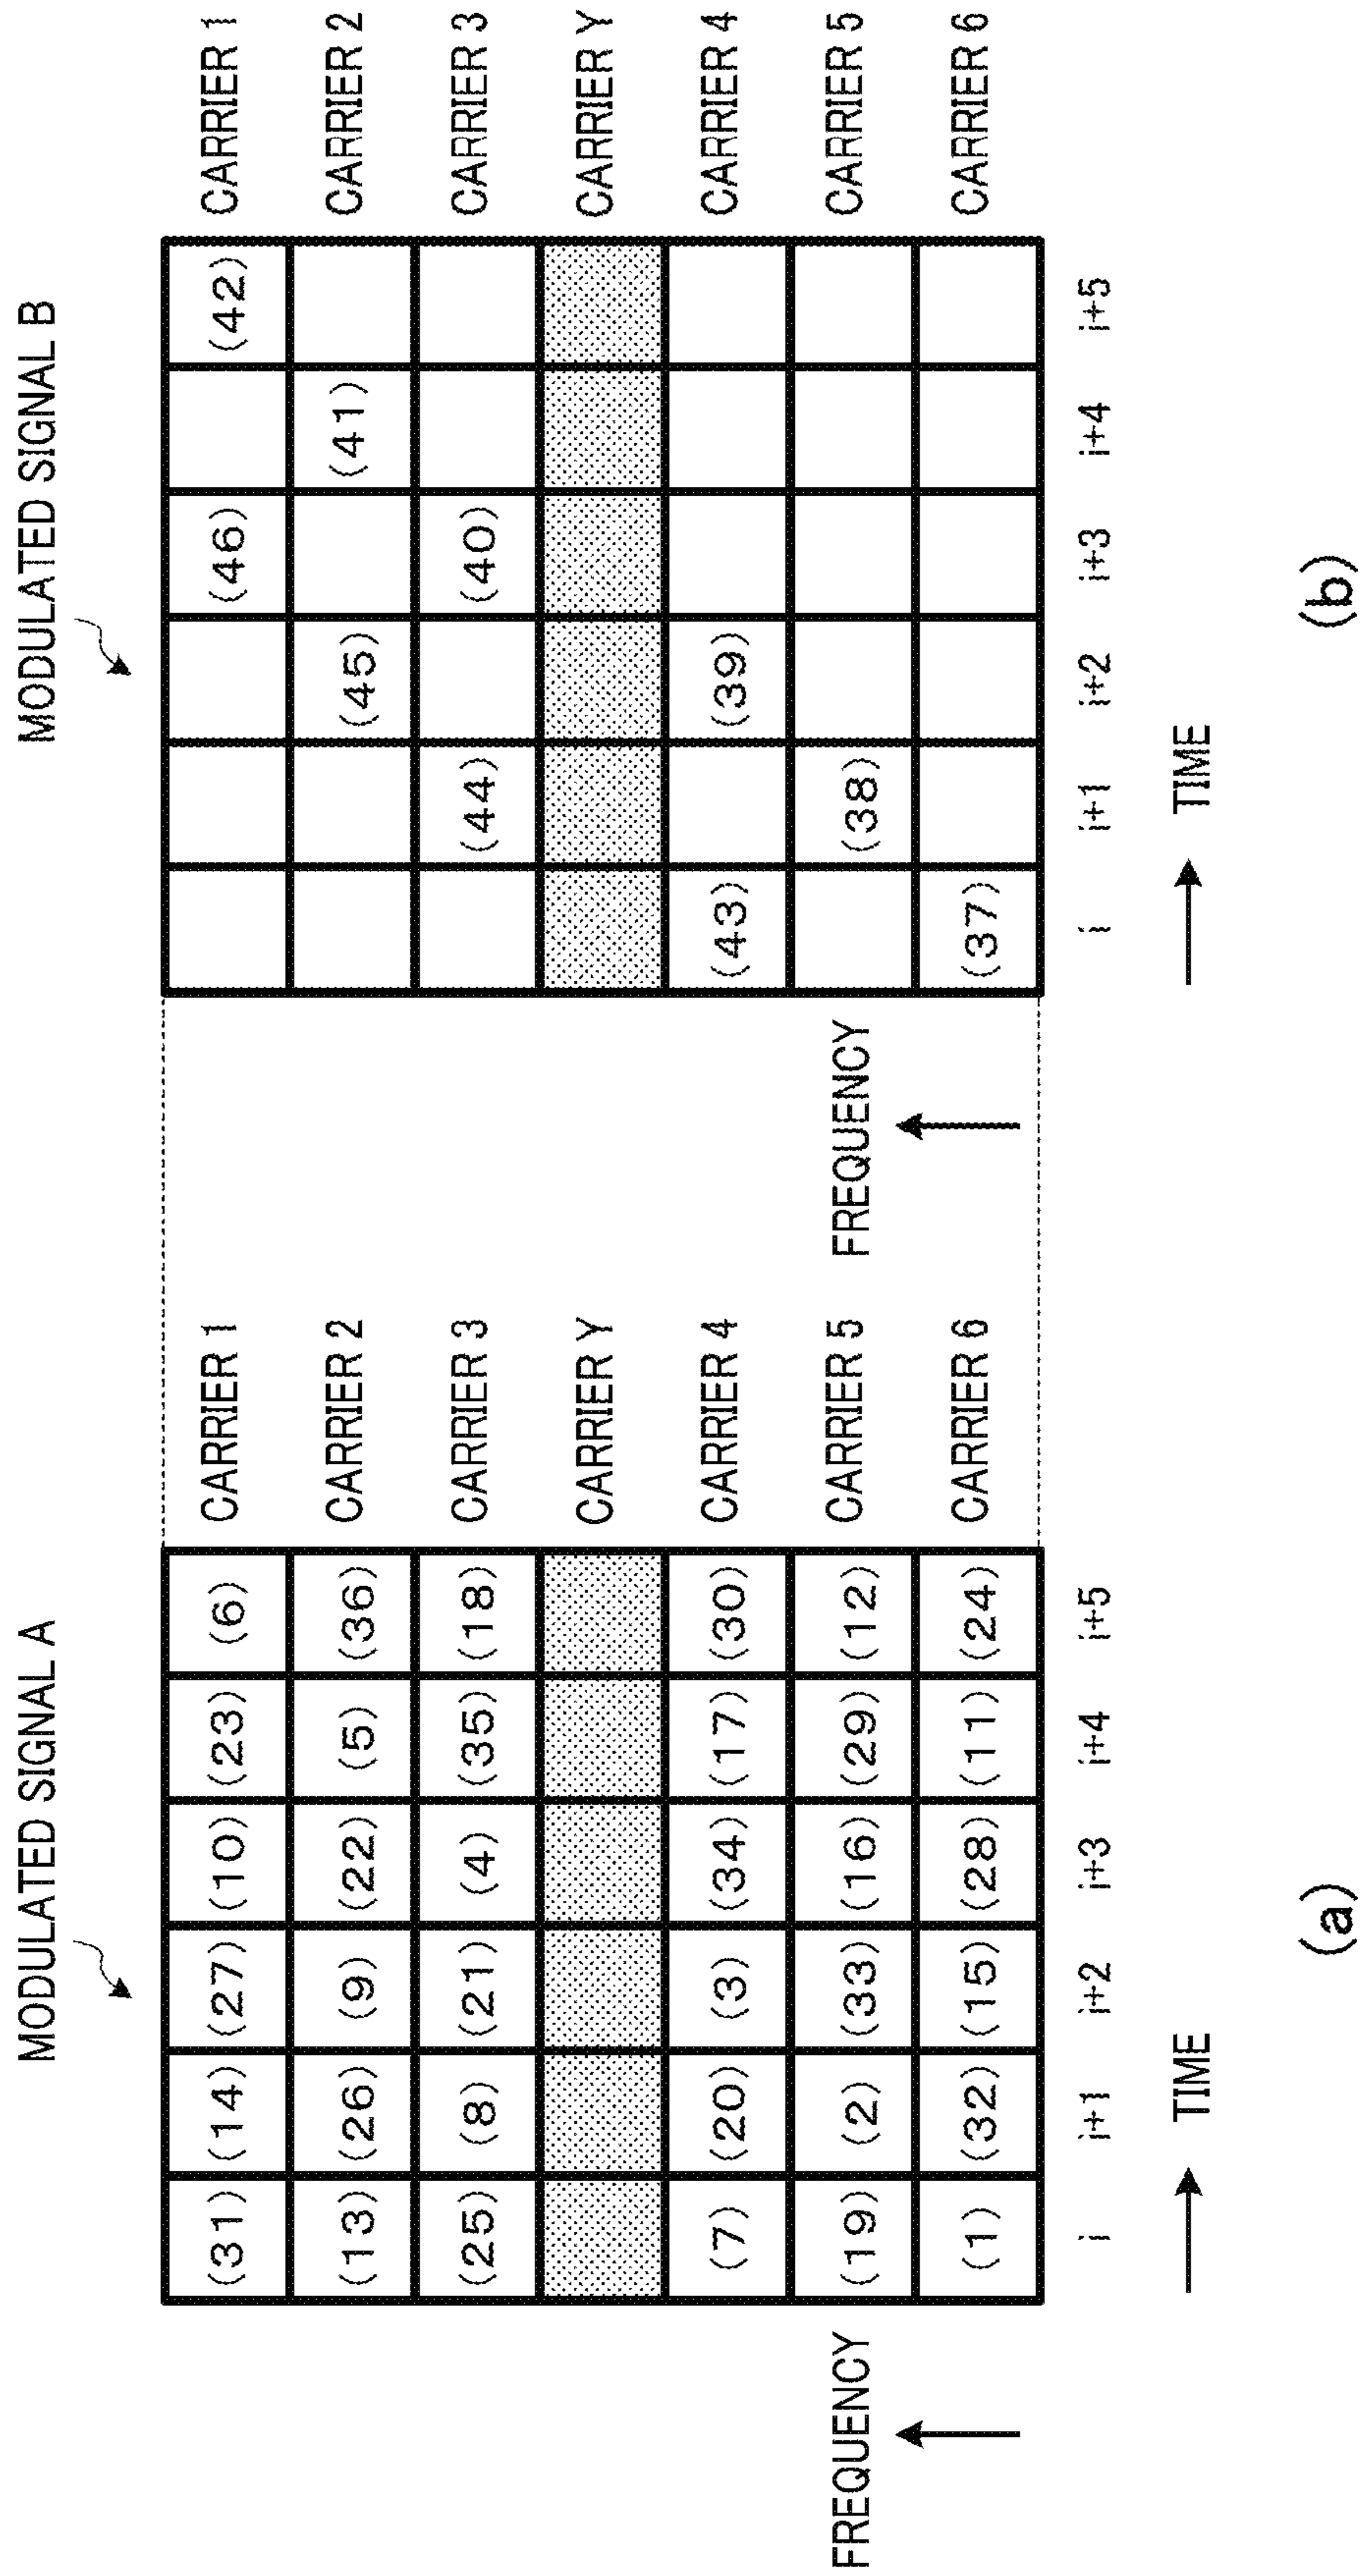 MODULATED SIGNAL A
(31) (14) (27) (10) (23) (6) CARRIER 1
(13) (26) (9) (22) (5) (36) CARRIER 2
(25) (8) (21) (4) (35) (18) CARRIER 3
CARRIER Y
(7) (20) (3) (34) (17) (30) CARRIER 4
(19) (2) (33) (16) (29) (12) CARRIER 5
(1) (32) (15) (28) (11) (24) CARRIER 6
i i+1 i+2 i+3 i+4 i+5
FREQUENCY
TIME
(a)
MODULATED SIGNAL B
(46) (42) CARRIER 1
(45) (41) CARRIER 2
(44) (40) CARRIER 3
CARRIER Y
(43) (39) CARRIER 4
(38) CARRIER 5
(37) CARRIER 6
i i+1 i+2 i+3 i+4 i+5
FREQUENCY
TIME
(b)